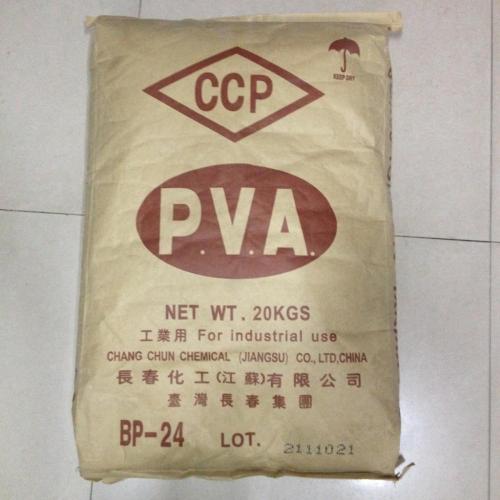 CCP
KEEP DRY
P.V.A.
NET WT. 20KGS
工業用 For industrial use
CHANG CHUN CHEMICAL (JIANGSU) CO., LTD,CHINA
長春化工(江蘇)有限公司
臺灣長春集團
BP-24 LOT. 2111021